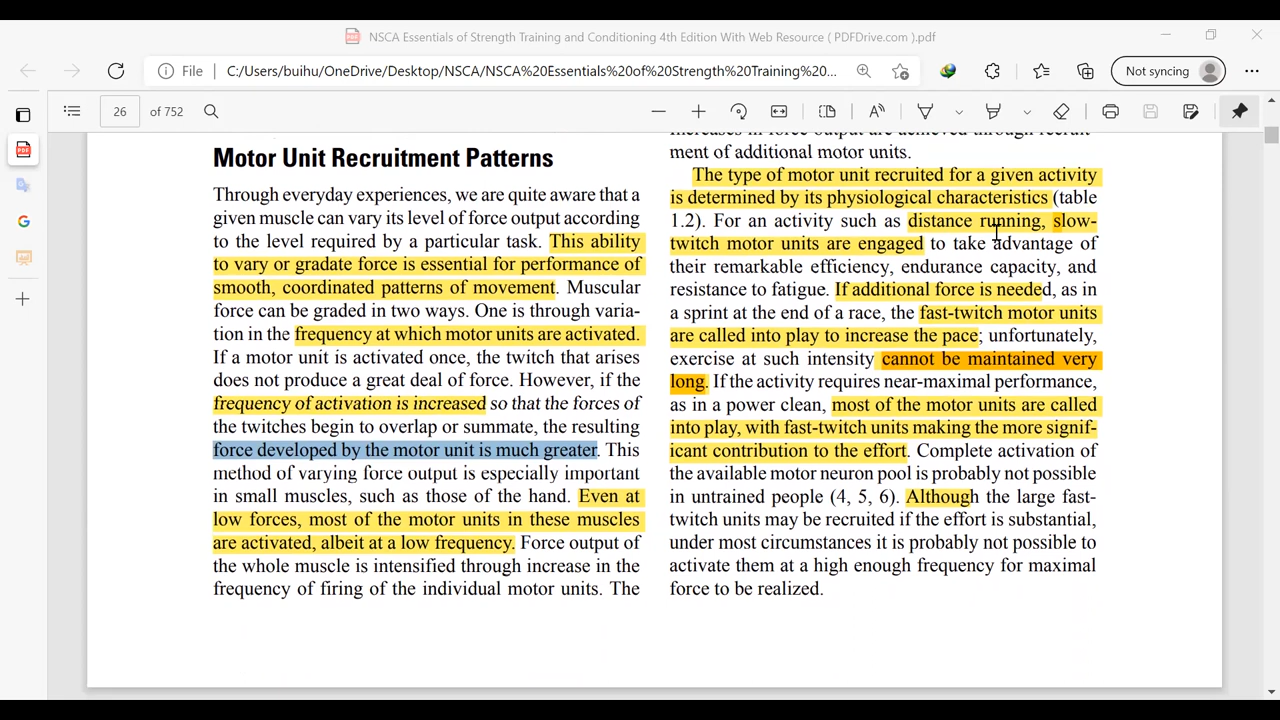 NSCA Essentials of Strength Training and Conditioning 4th Edition With Web Resource ( PDFDrive.com ).pdf
File
C:/Users/buihu/OneDrive/Desktop/NSCA/NSCA%20Essentials%20of%20Strength%20Training%20...
Not syncing
26 of 752
Motor Unit Recruitment Patterns
Through everyday experiences, we are quite aware that a
given muscle can vary its level of force output according
to the level required by a particular task. This ability
to vary or gradate force is essential for performance of
smooth, coordinated patterns of movement. Muscular
force can be graded in two ways. One is through varia-
tion in the frequency at which motor units are activated.
If a motor unit is activated once, the twitch that arises
does not produce a great deal of force. However, if the
frequency of activation is increased so that the forces of
the twitches begin to overlap or summate, the resulting
force developed by the motor unit is much greater. This
method of varying force output is especially important
in small muscles, such as those of the hand. Even at
low forces, most of the motor units in these muscles
are activated, albeit at a low frequency. Force output of
the whole muscle is intensified through increase in the
frequency of firing of the individual motor units. The
increases in force output are achieved through recruit-
ment of additional motor units.
The type of motor unit recruited for a given activity
is determined by its physiological characteristics (table
1.2). For an activity such as distance running, slow-
twitch motor units are engaged to take advantage of
their remarkable efficiency, endurance capacity, and
resistance to fatigue. If additional force is needed, as in
a sprint at the end of a race, the fast-twitch motor units
are called into play to increase the pace; unfortunately,
exercise at such intensity cannot be maintained very
long. If the activity requires near-maximal performance,
as in a power clean, most of the motor units are called
into play, with fast-twitch units making the more signif-
icant contribution to the effort. Complete activation of
the available motor neuron pool is probably not possible
in untrained people (4, 5, 6). Although the large fast-
twitch units may be recruited if the effort is substantial,
under most circumstances it is probably not possible to
activate them at a high enough frequency for maximal
force to be realized.